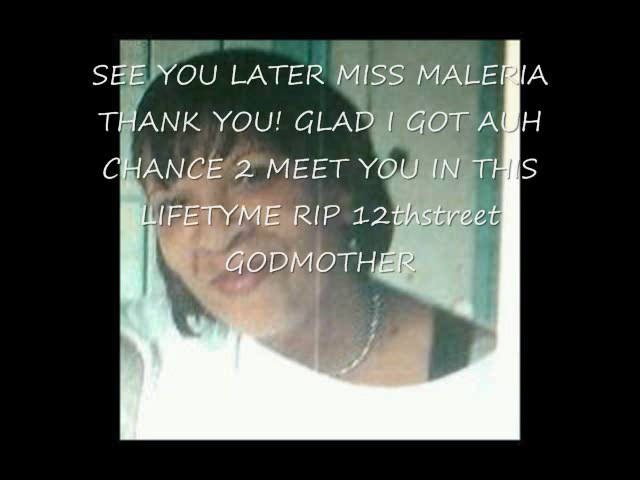 SEE YOU LATER MISS MALERIA
THANK YOU! GLAD I GOT AUH
CHANCE 2 MEET YOU IN THIS
LIFETYME RIP 12thstreet
GODMOTHER